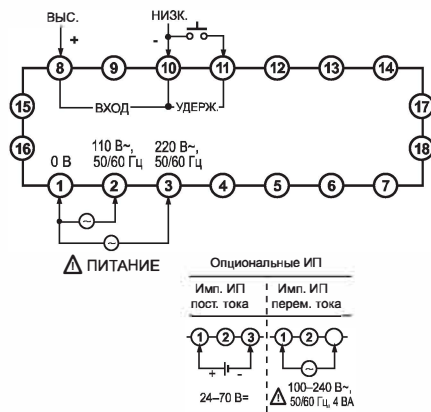 ВЫС.
НИЗК.
+
-
8 9 10 11 12 13 14
ВХОД
УДЕРЖ.
15
17
16
18
0 В
110 В~,
50/60 Гц
220 В~,
50/60 Гц
1 2 3 4 5 6 7
~
~
⚠ ПИТАНИЕ
Опциональные ИП
Имп. ИП
пост. тока
Имп. ИП
перем. тока
1 2 3
1 2
+ -
~
24–70 В=
⚠ 100–240 В~,
50/60 Гц, 4 ВА